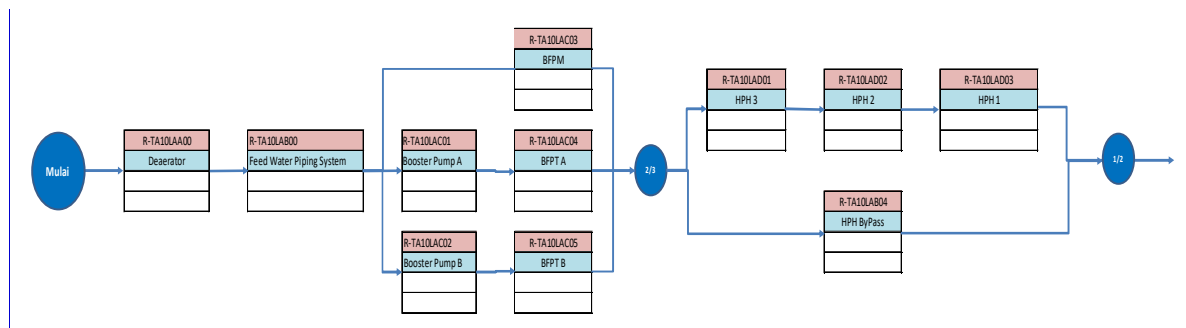 R-TA10LAC03
BFPM
R-TA10LAD01
HPH 3
R-TA10LAD02
HPH 2
R-TA10LAD03
HPH 1
Mulai
R-TA10LAA00
Deaerator
R-TA10LAB00
Feed Water Piping System
R-TA10LAC01
Booster Pump A
R-TA10LAC04
BFPT A
2/3
1/2
R-TA10LAB04
HPH ByPass
R-TA10LAC02
Booster Pump B
R-TA10LAC05
BFPT B